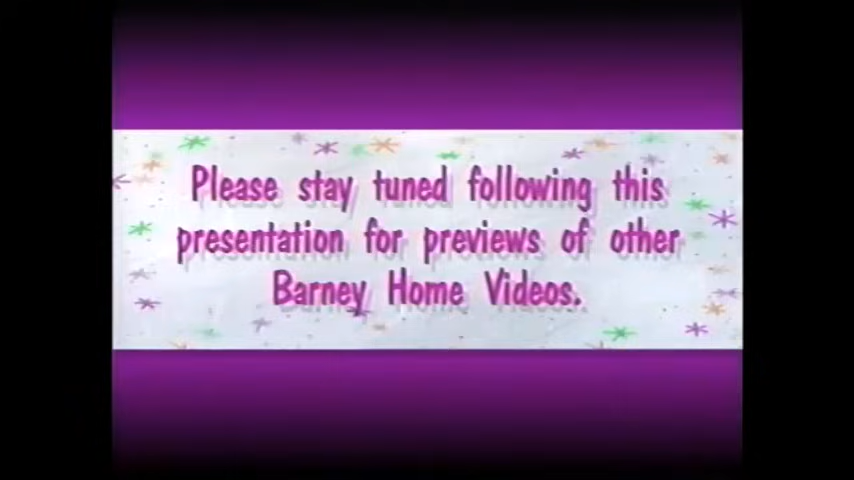 Please stay tuned following this
presentation for previews of other
Barney Home Videos.